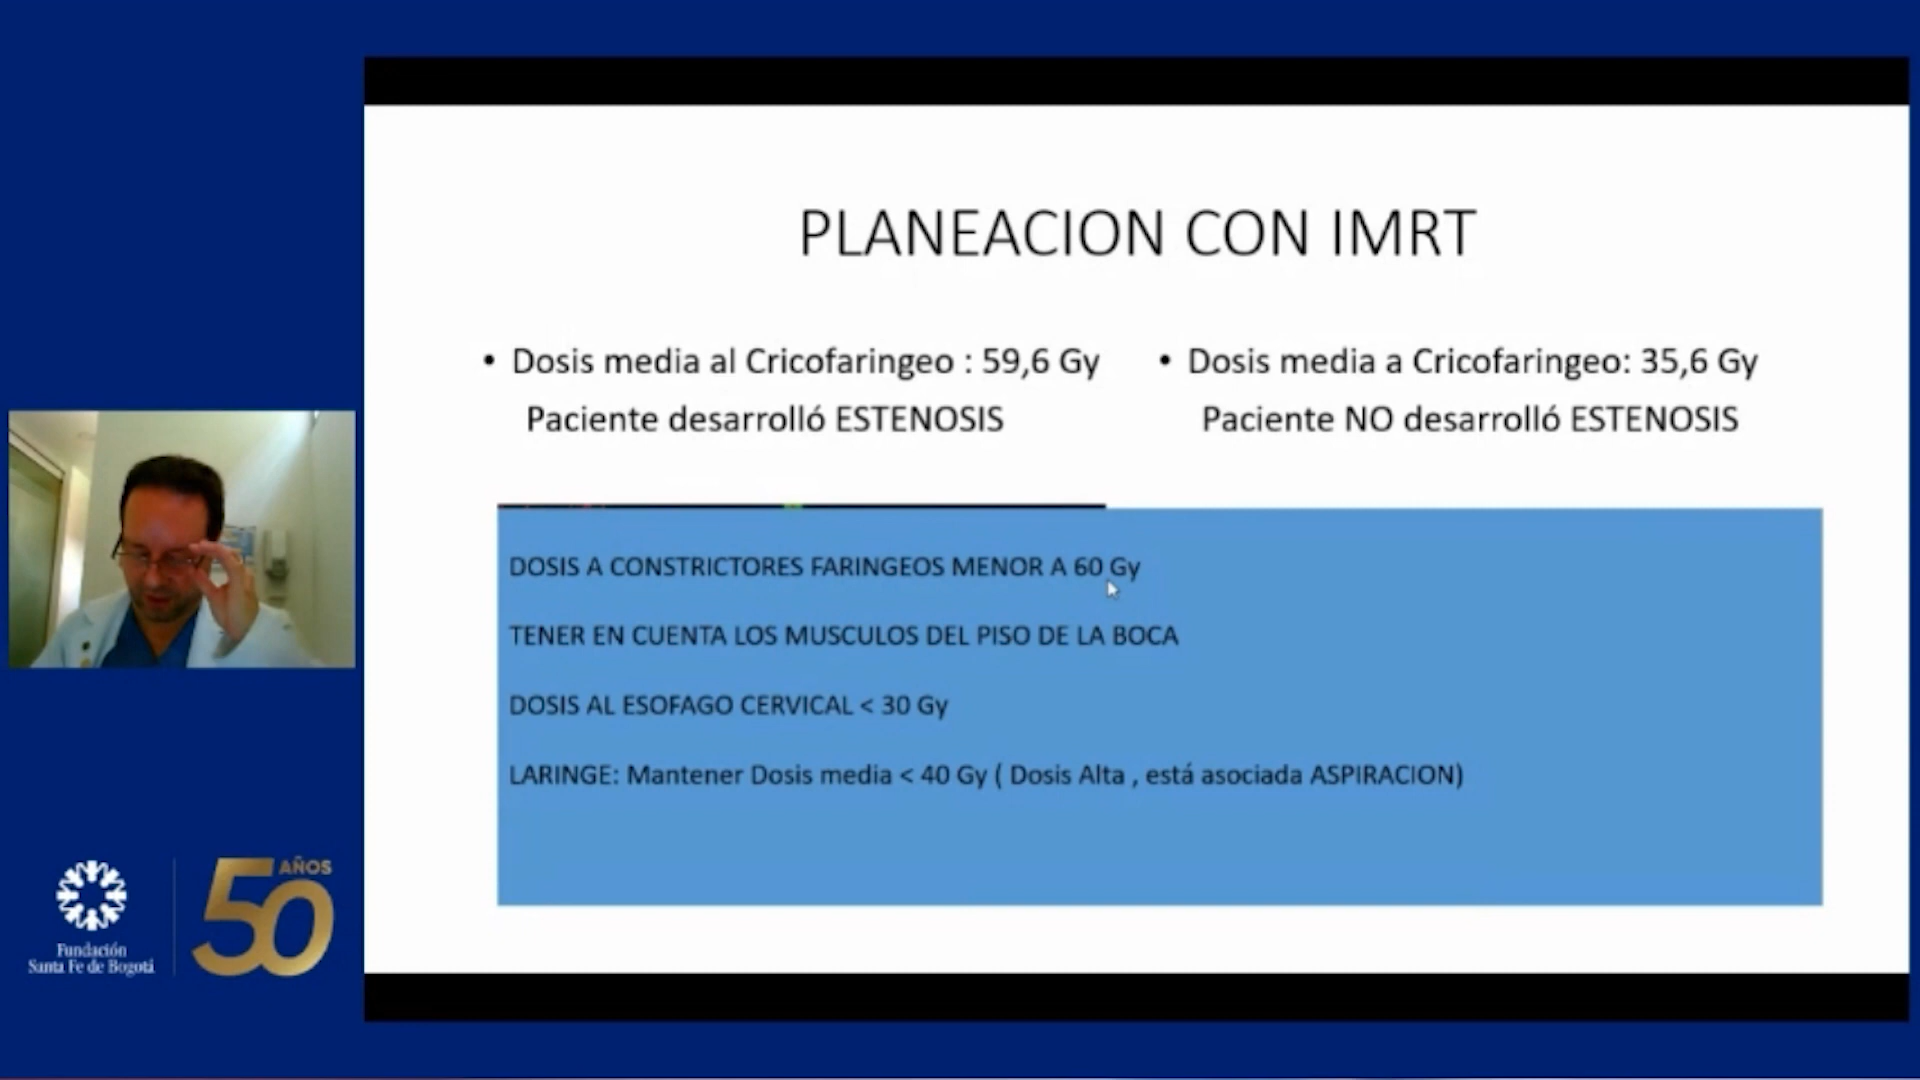 PLANEACION CON IMRT
• Dosis media al Cricofaringeo : 59,6 Gy
Paciente desarrolló ESTENOSIS
• Dosis media a Cricofaringeo: 35,6 Gy
Paciente NO desarrolló ESTENOSIS
DOSIS A CONSTRICTORES FARINGEOS MENOR A 60 Gy
TENER EN CUENTA LOS MUSCULOS DEL PISO DE LA BOCA
DOSIS AL ESOFAGO CERVICAL < 30 Gy
LARINGE: Mantener Dosis media < 40 Gy ( Dosis Alta , está asociada ASPIRACION)
Fundación
Santa Fe de Bogotá
50 AÑOS